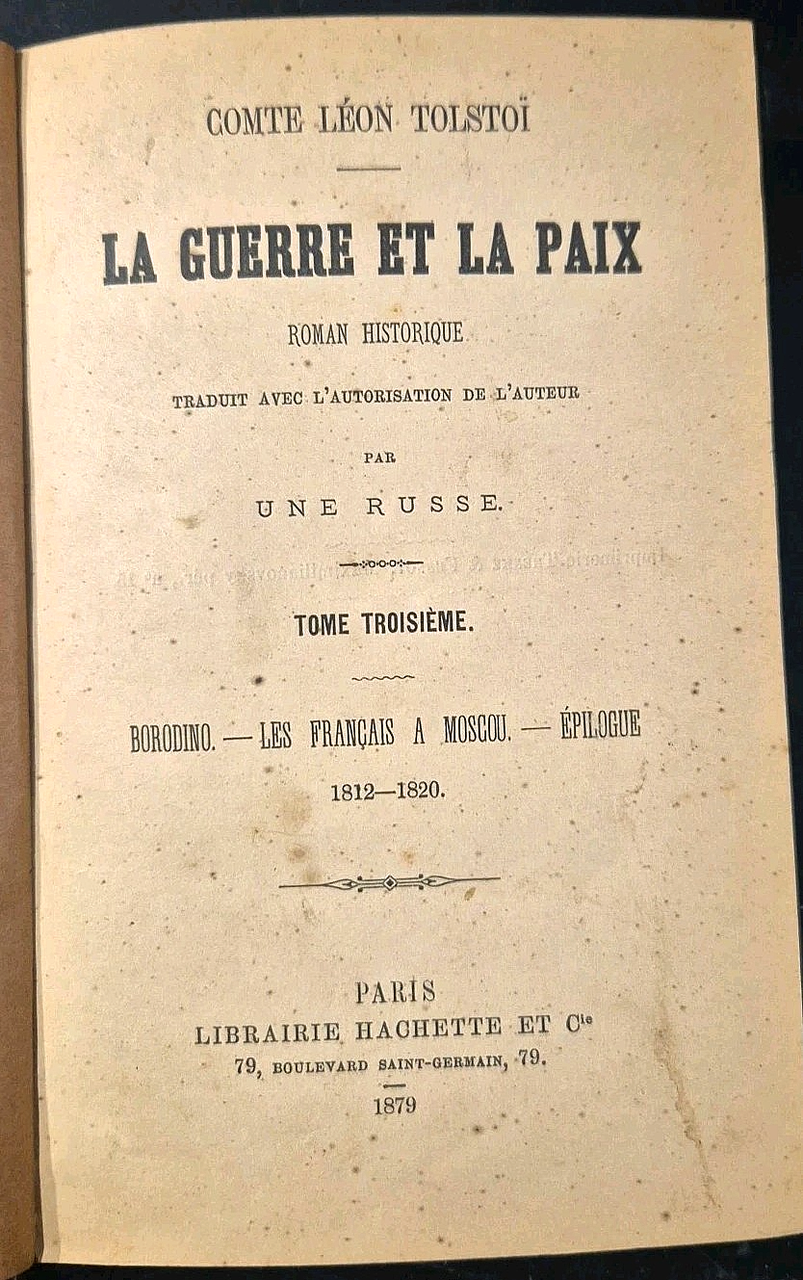 COMTE LÉON TOLSTOÏ
LA GUERRE ET LA PAIX
ROMAN HISTORIQUE
TRADUIT AVEC L'AUTORISATION DE L'AUTEUR
PAR
UNE RUSSE.
TOME TROISIÈME.
BORODINO. — LES FRANÇAIS A MOSCOU. — ÉPILOGUE
1812—1820.
PARIS
LIBRAIRIE HACHETTE ET Cie
79, BOULEVARD SAINT-GERMAIN, 79.
1879